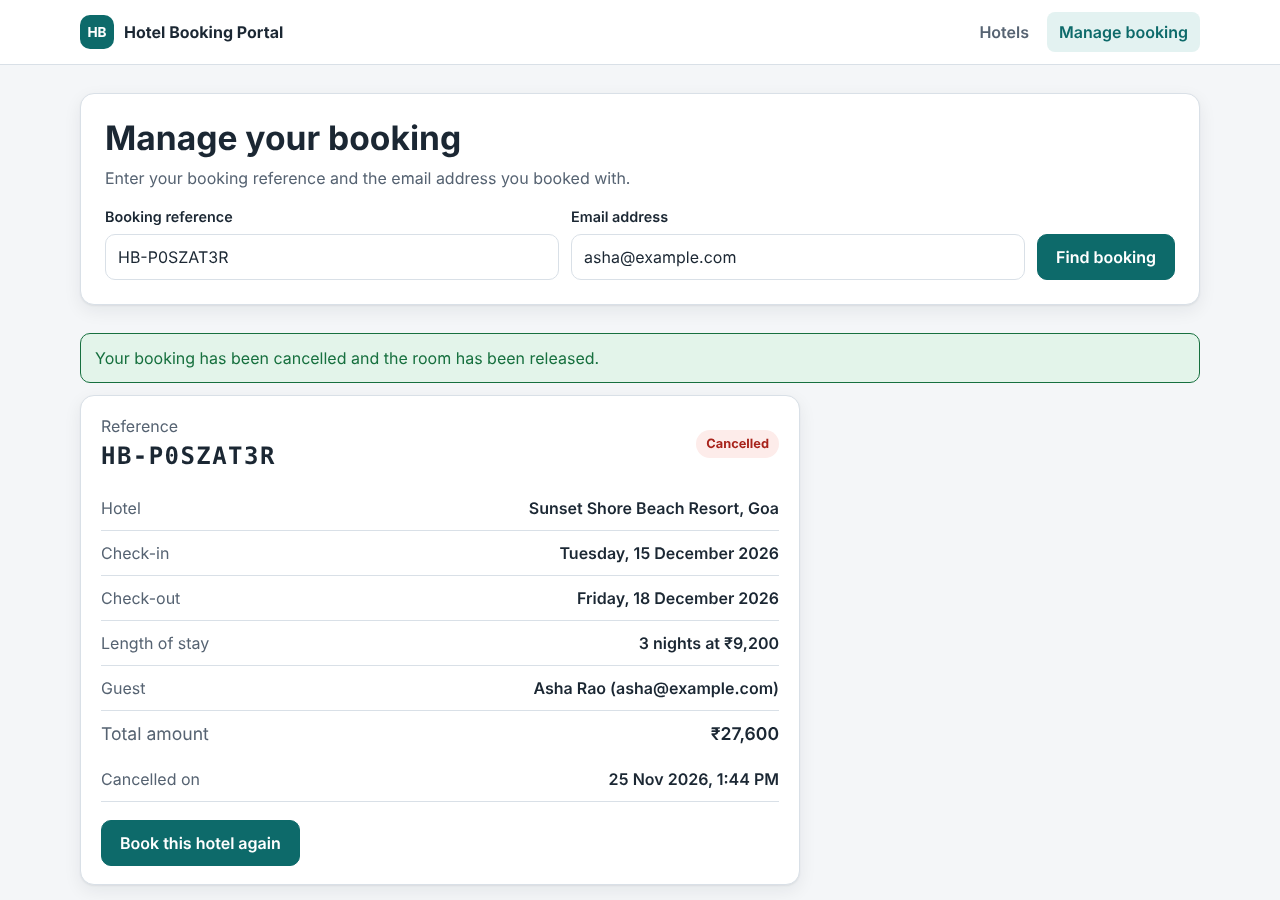 HB Hotel Booking Portal Hotels Manage booking
Manage your booking
Enter your booking reference and the email address you booked with.
Booking reference Email address
HB-P0SZAT3R asha@example.com Find booking
Your booking has been cancelled and the room has been released.
Reference
HB-P0SZAT3R Cancelled
Hotel Sunset Shore Beach Resort, Goa
Check-in Tuesday, 15 December 2026
Check-out Friday, 18 December 2026
Length of stay 3 nights at ₹9,200
Guest Asha Rao (asha@example.com)
Total amount ₹27,600
Cancelled on 25 Nov 2026, 1:44 PM
Book this hotel again